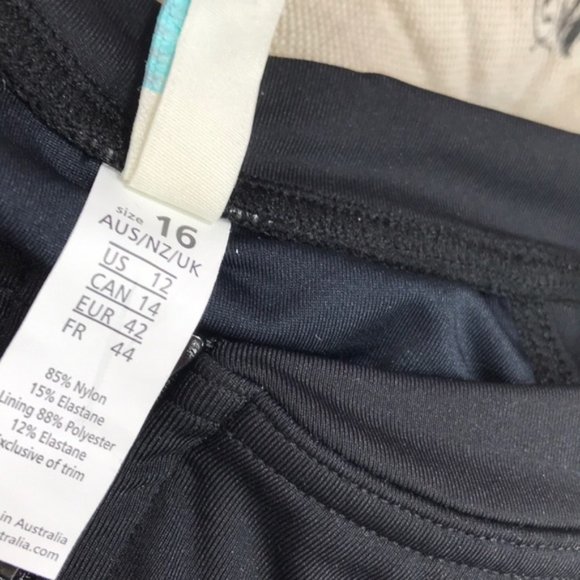 size 16
AUS/NZ/UK
US 12
CAN 14
EUR 42
FR 44
85% Nylon
15% Elastane
Lining 88% Polyester
12% Elastane
Exclusive of trim
in Australia
tralia.com